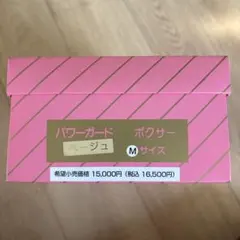 パワーガード ボクサー
ベージュ Ⓜサイズ
希望小売価格 15,000円（税込 16,500円）